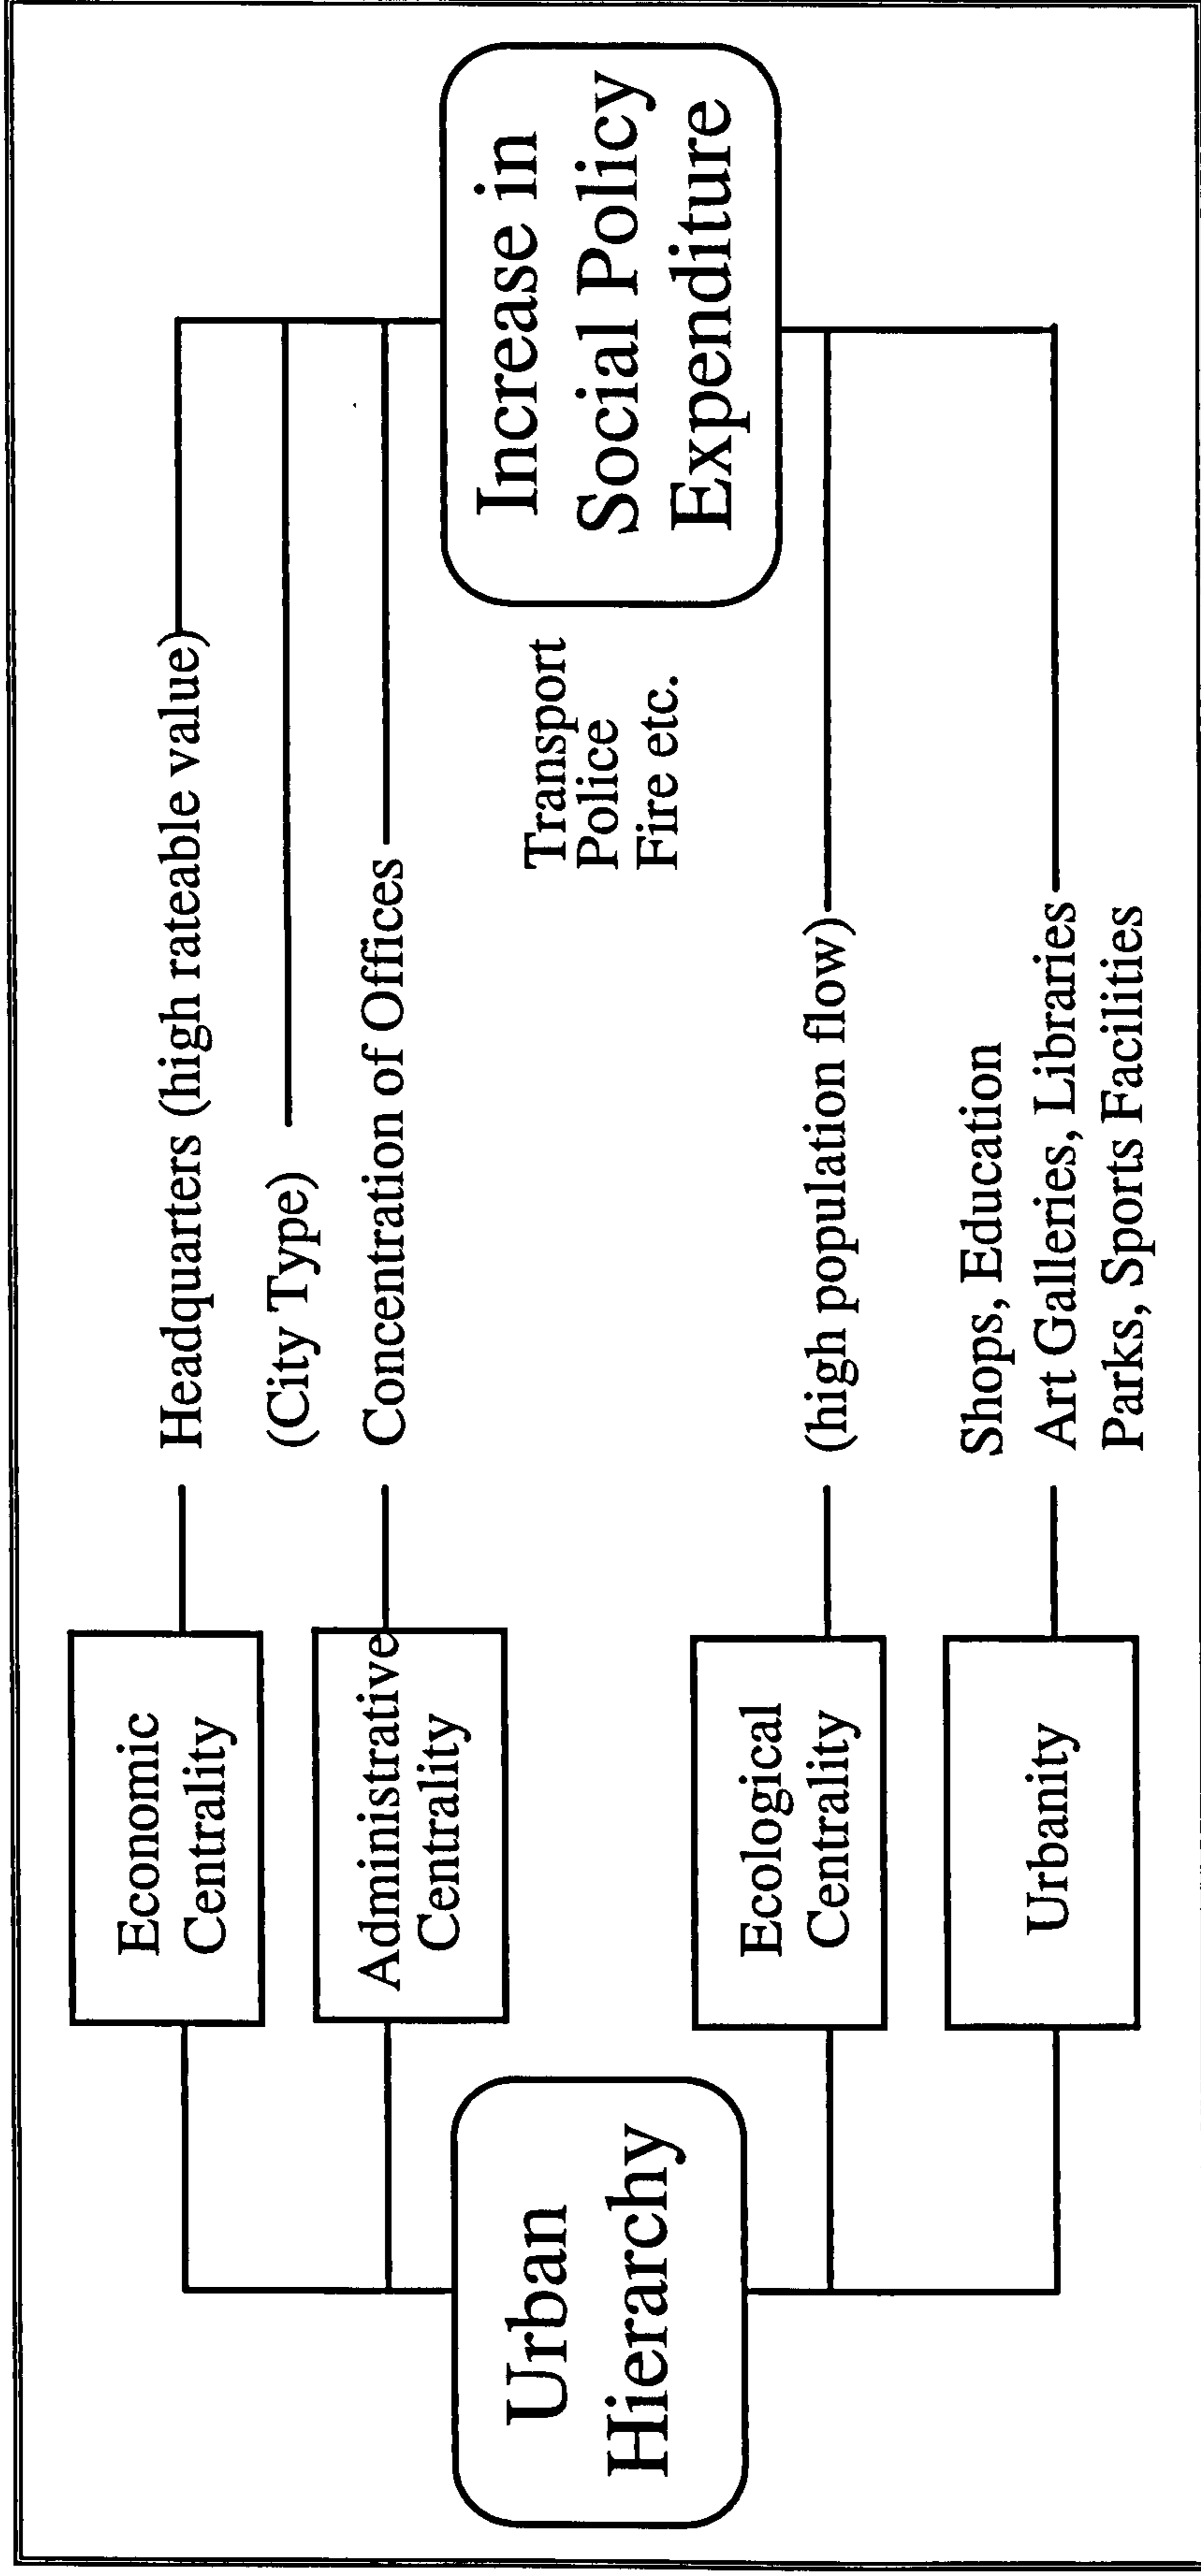 Urban
Hierarchy
Economic
Centrality
Administrative
Centrality
Ecological
Centrality
Urbanity
Headquarters (high rateable value)
(City Type)
Concentration of Offices
(high population flow)
Shops, Education
Art Galleries, Libraries
Parks, Sports Facilities
Transport
Police
Fire etc.
Increase in
Social Policy
Expenditure